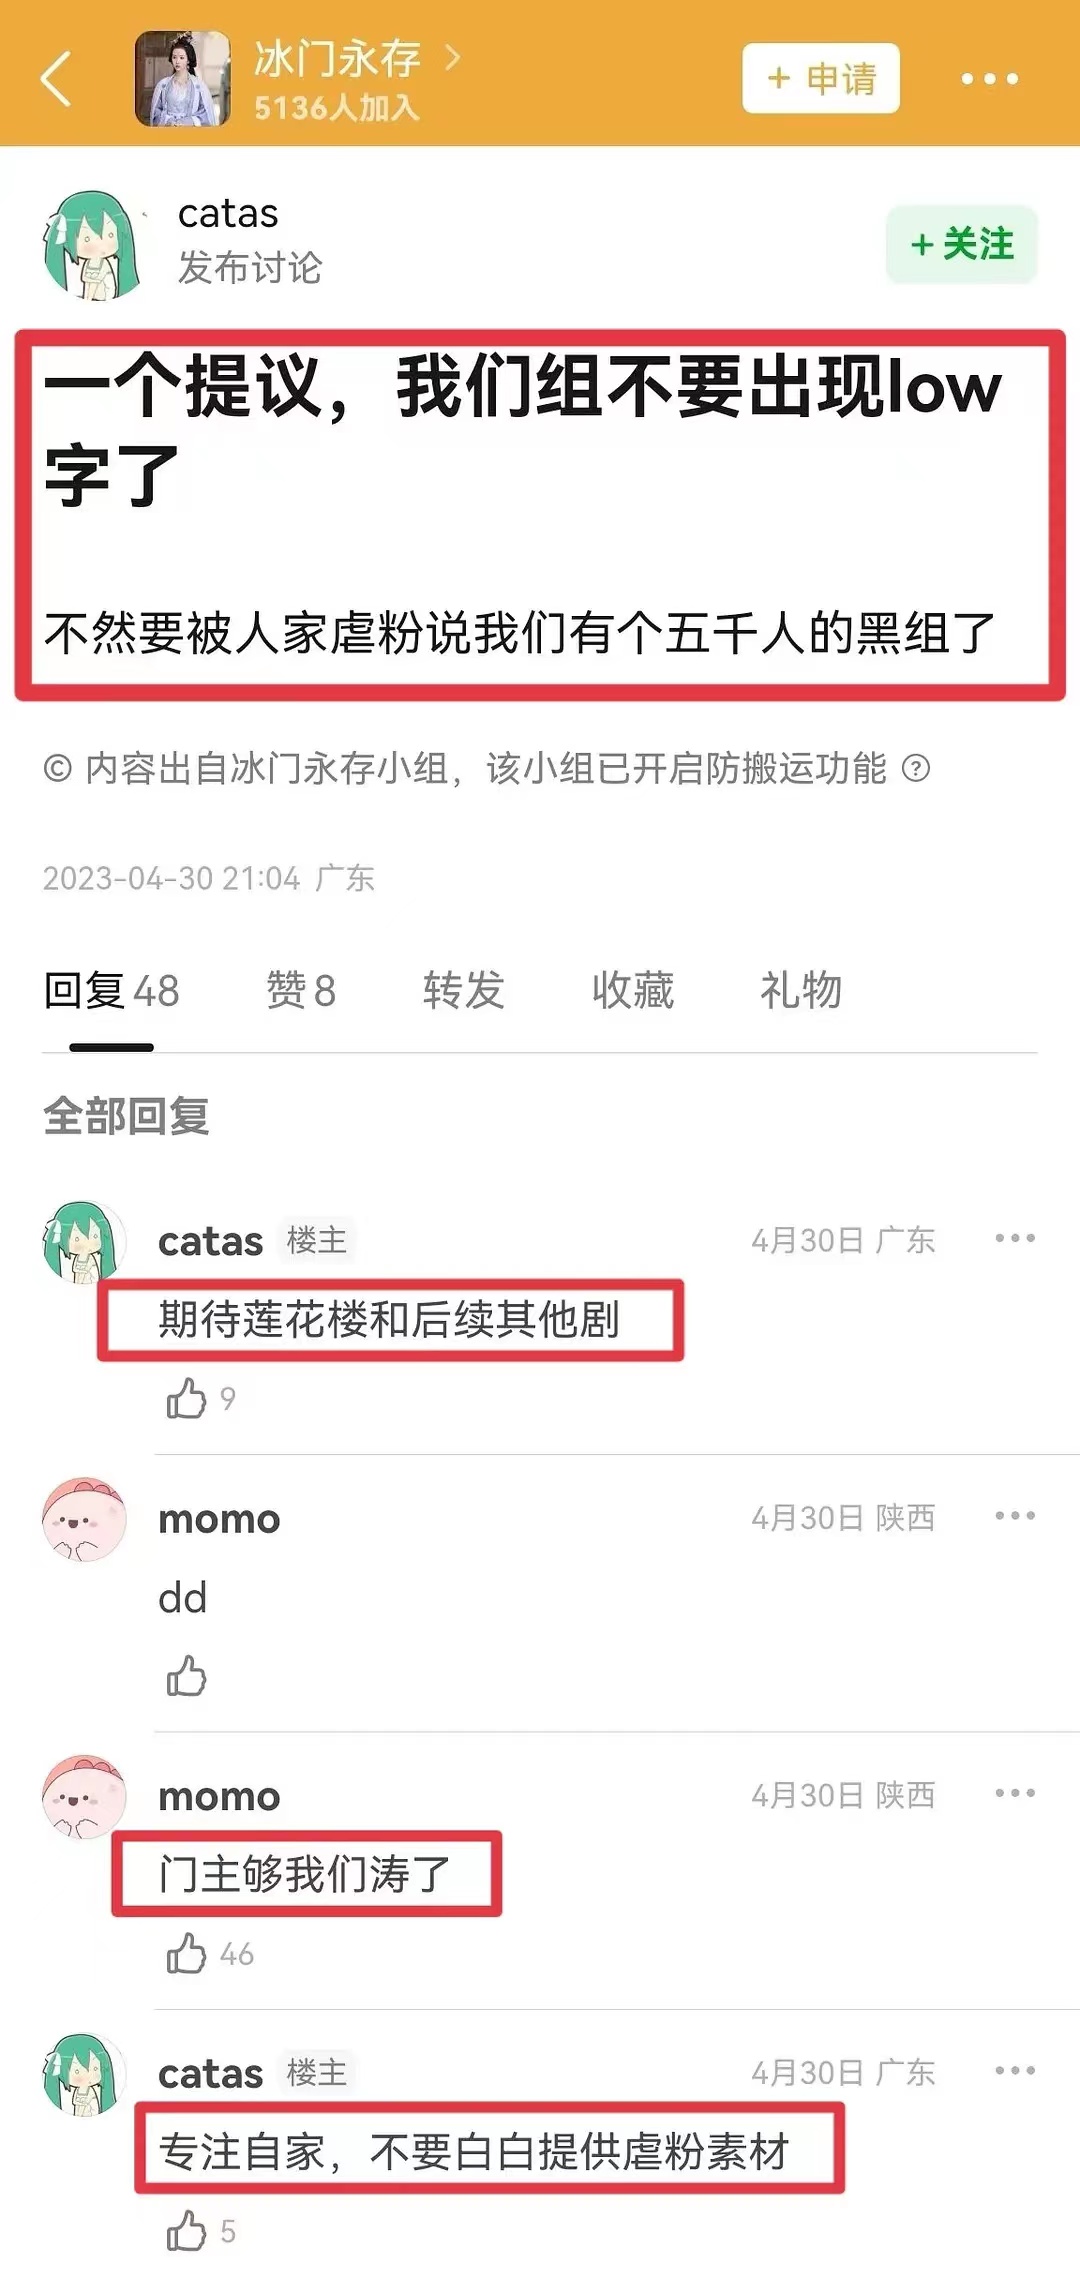 冰门永存 >
5136人加入
+ 申请
catas
发布讨论
+ 关注
一个提议，我们组不要出现low
字了
不然要被人家虐粉说我们有个五千人的黑组了
© 内容出自冰门永存小组，该小组已开启防搬运功能 ?
2023-04-30 21:04 广东
回复 48 赞 8 转发 收藏 礼物
全部回复
catas 楼主 4月30日 广东
期待莲花楼和后续其他剧
9
momo 4月30日 陕西
dd
momo 4月30日 陕西
门主够我们涛了
46
catas 楼主 4月30日 广东
专注自家，不要白白提供虐粉素材
5